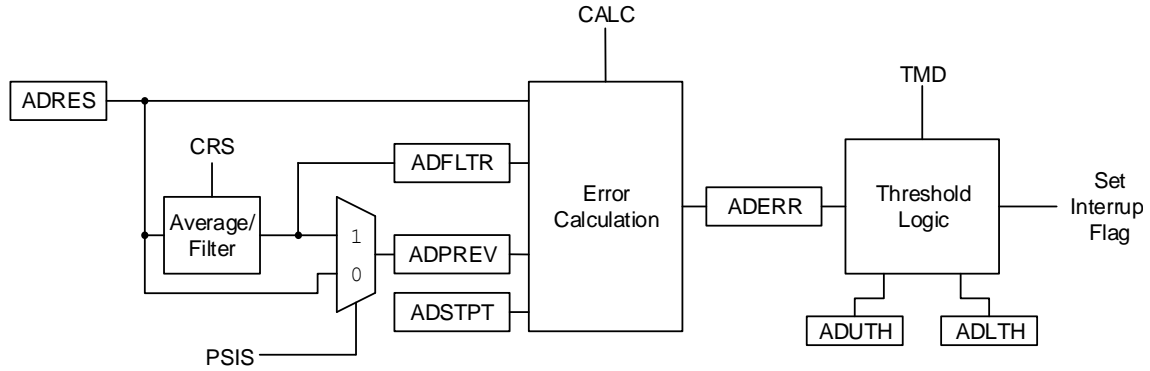 CALC
TMD
ADRES
CRS
ADFLTR
Average/
Filter
1
0
ADPREV
ADSTPT
PSIS
Error
Calculation
ADERR
Threshold
Logic
Set
Interrup
Flag
ADUTH
ADLTH